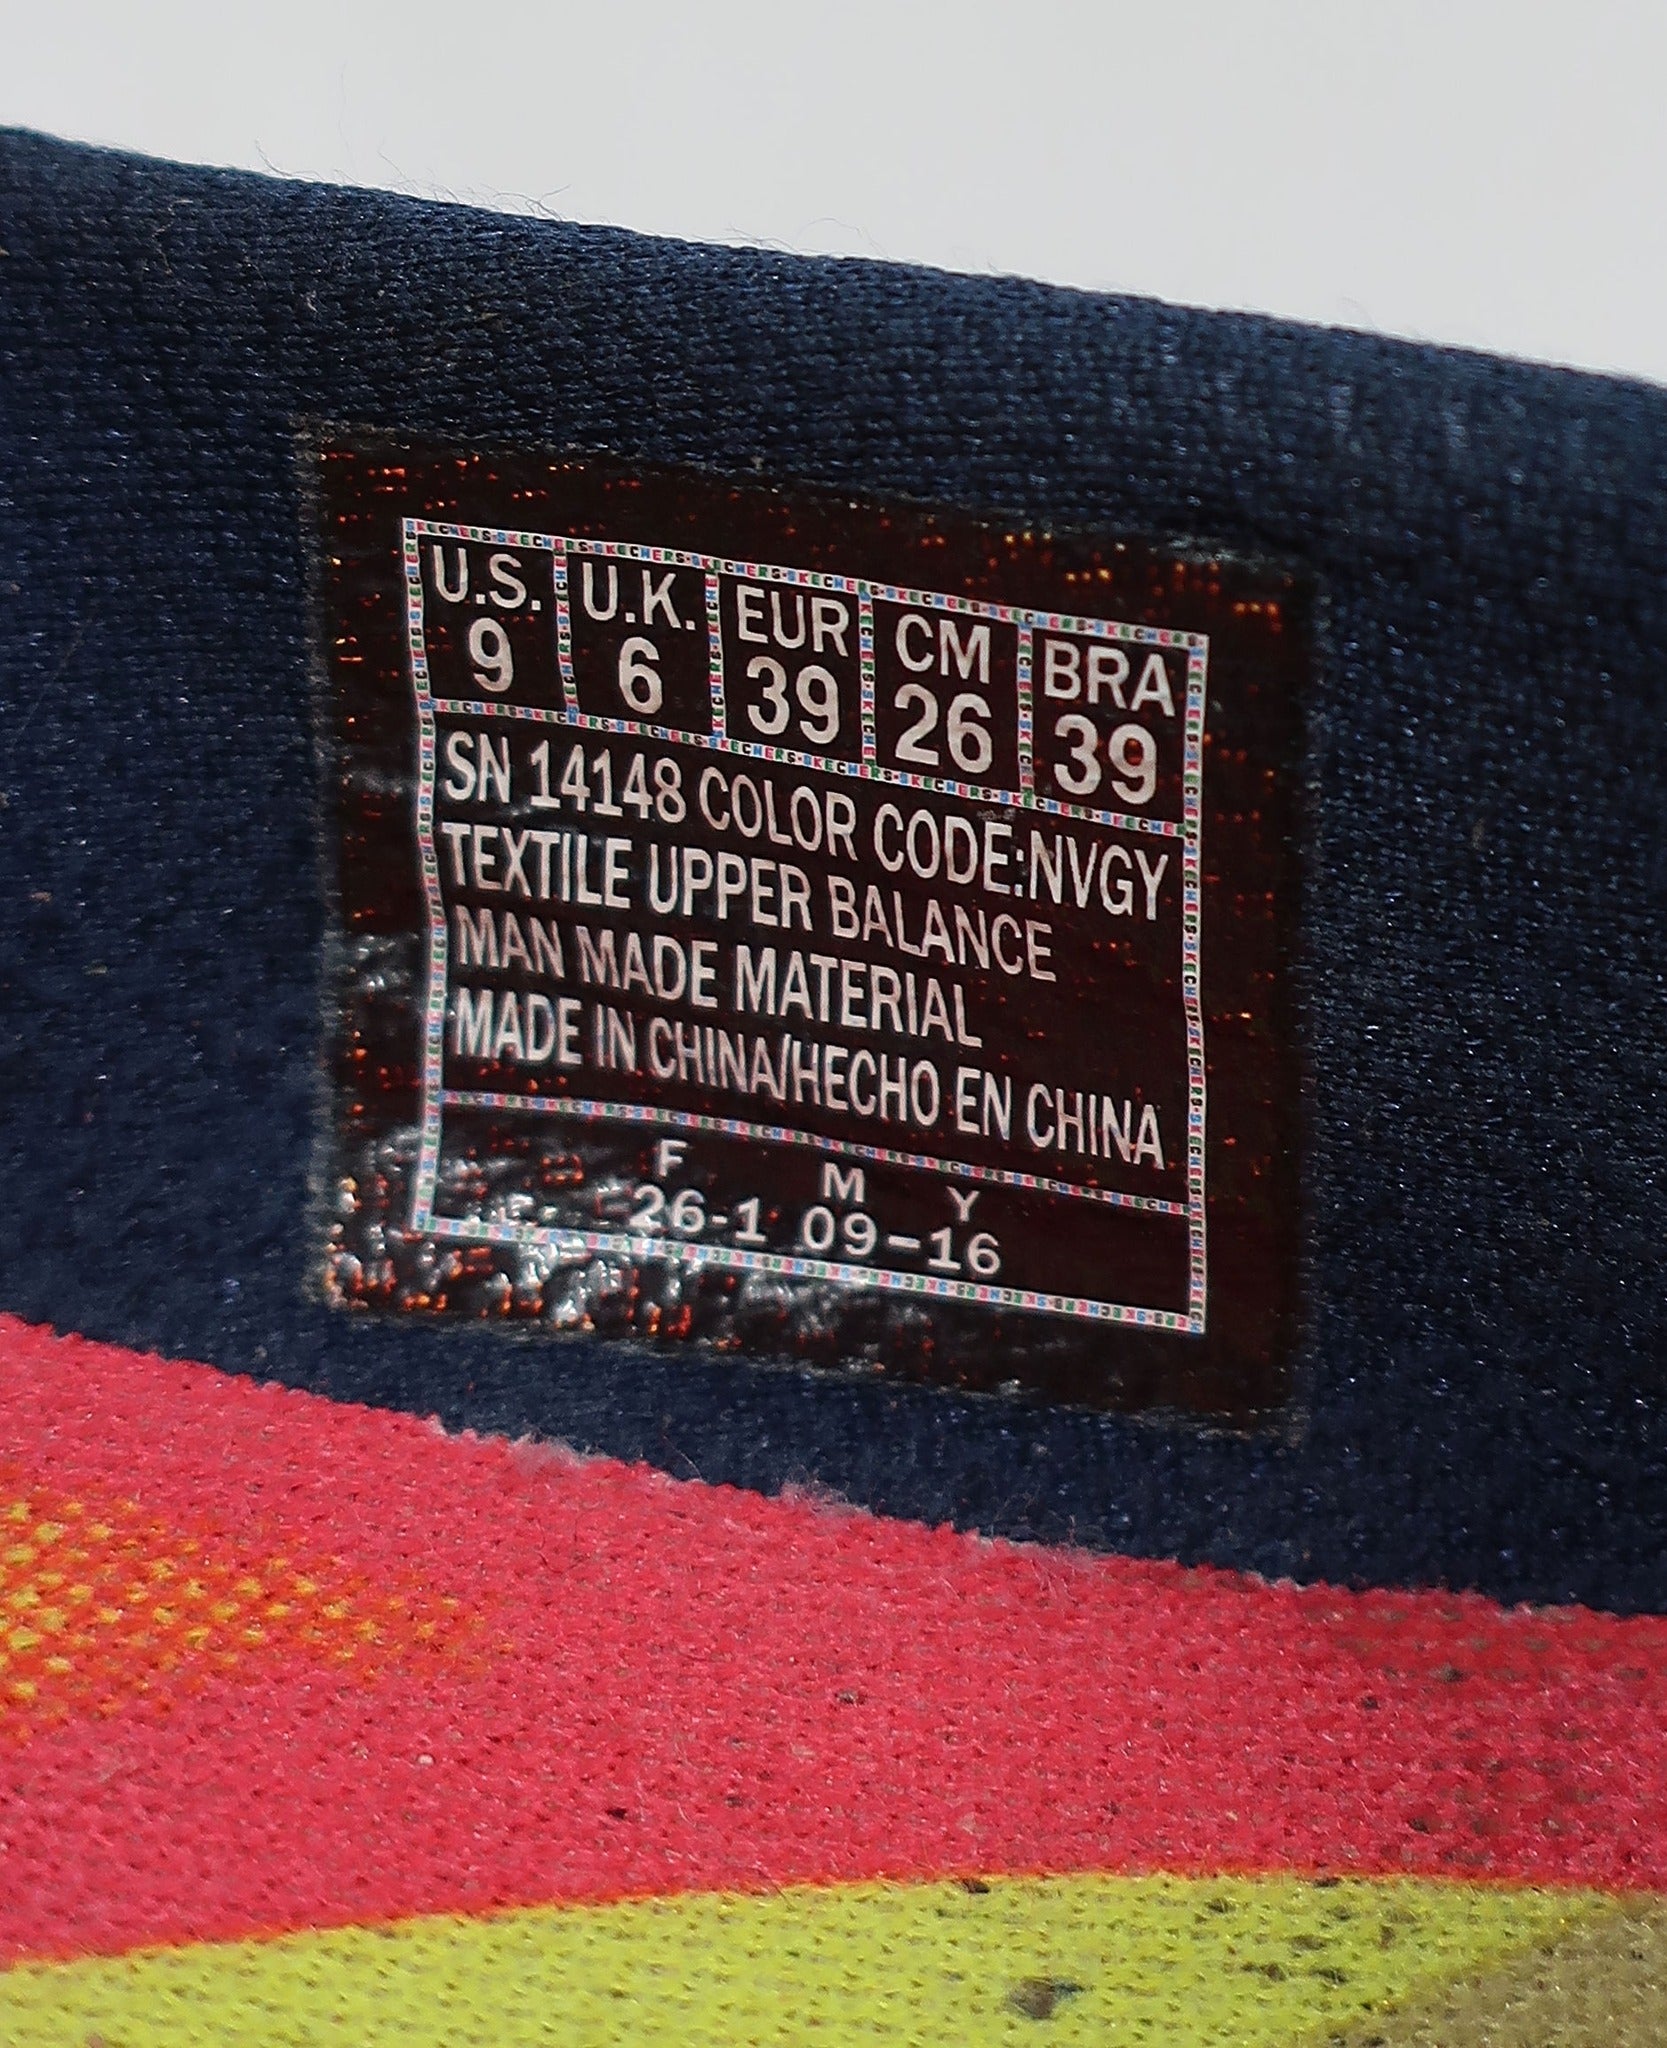 U.S. U.K. EUR CM BRA
9 6 39 26 39
SN 14148 COLOR CODE:NVGY
TEXTILE UPPER BALANCE
MAN MADE MATERIAL
MADE IN CHINA/HECHO EN CHINA
F M Y
26-1 09-16
SKECHERS